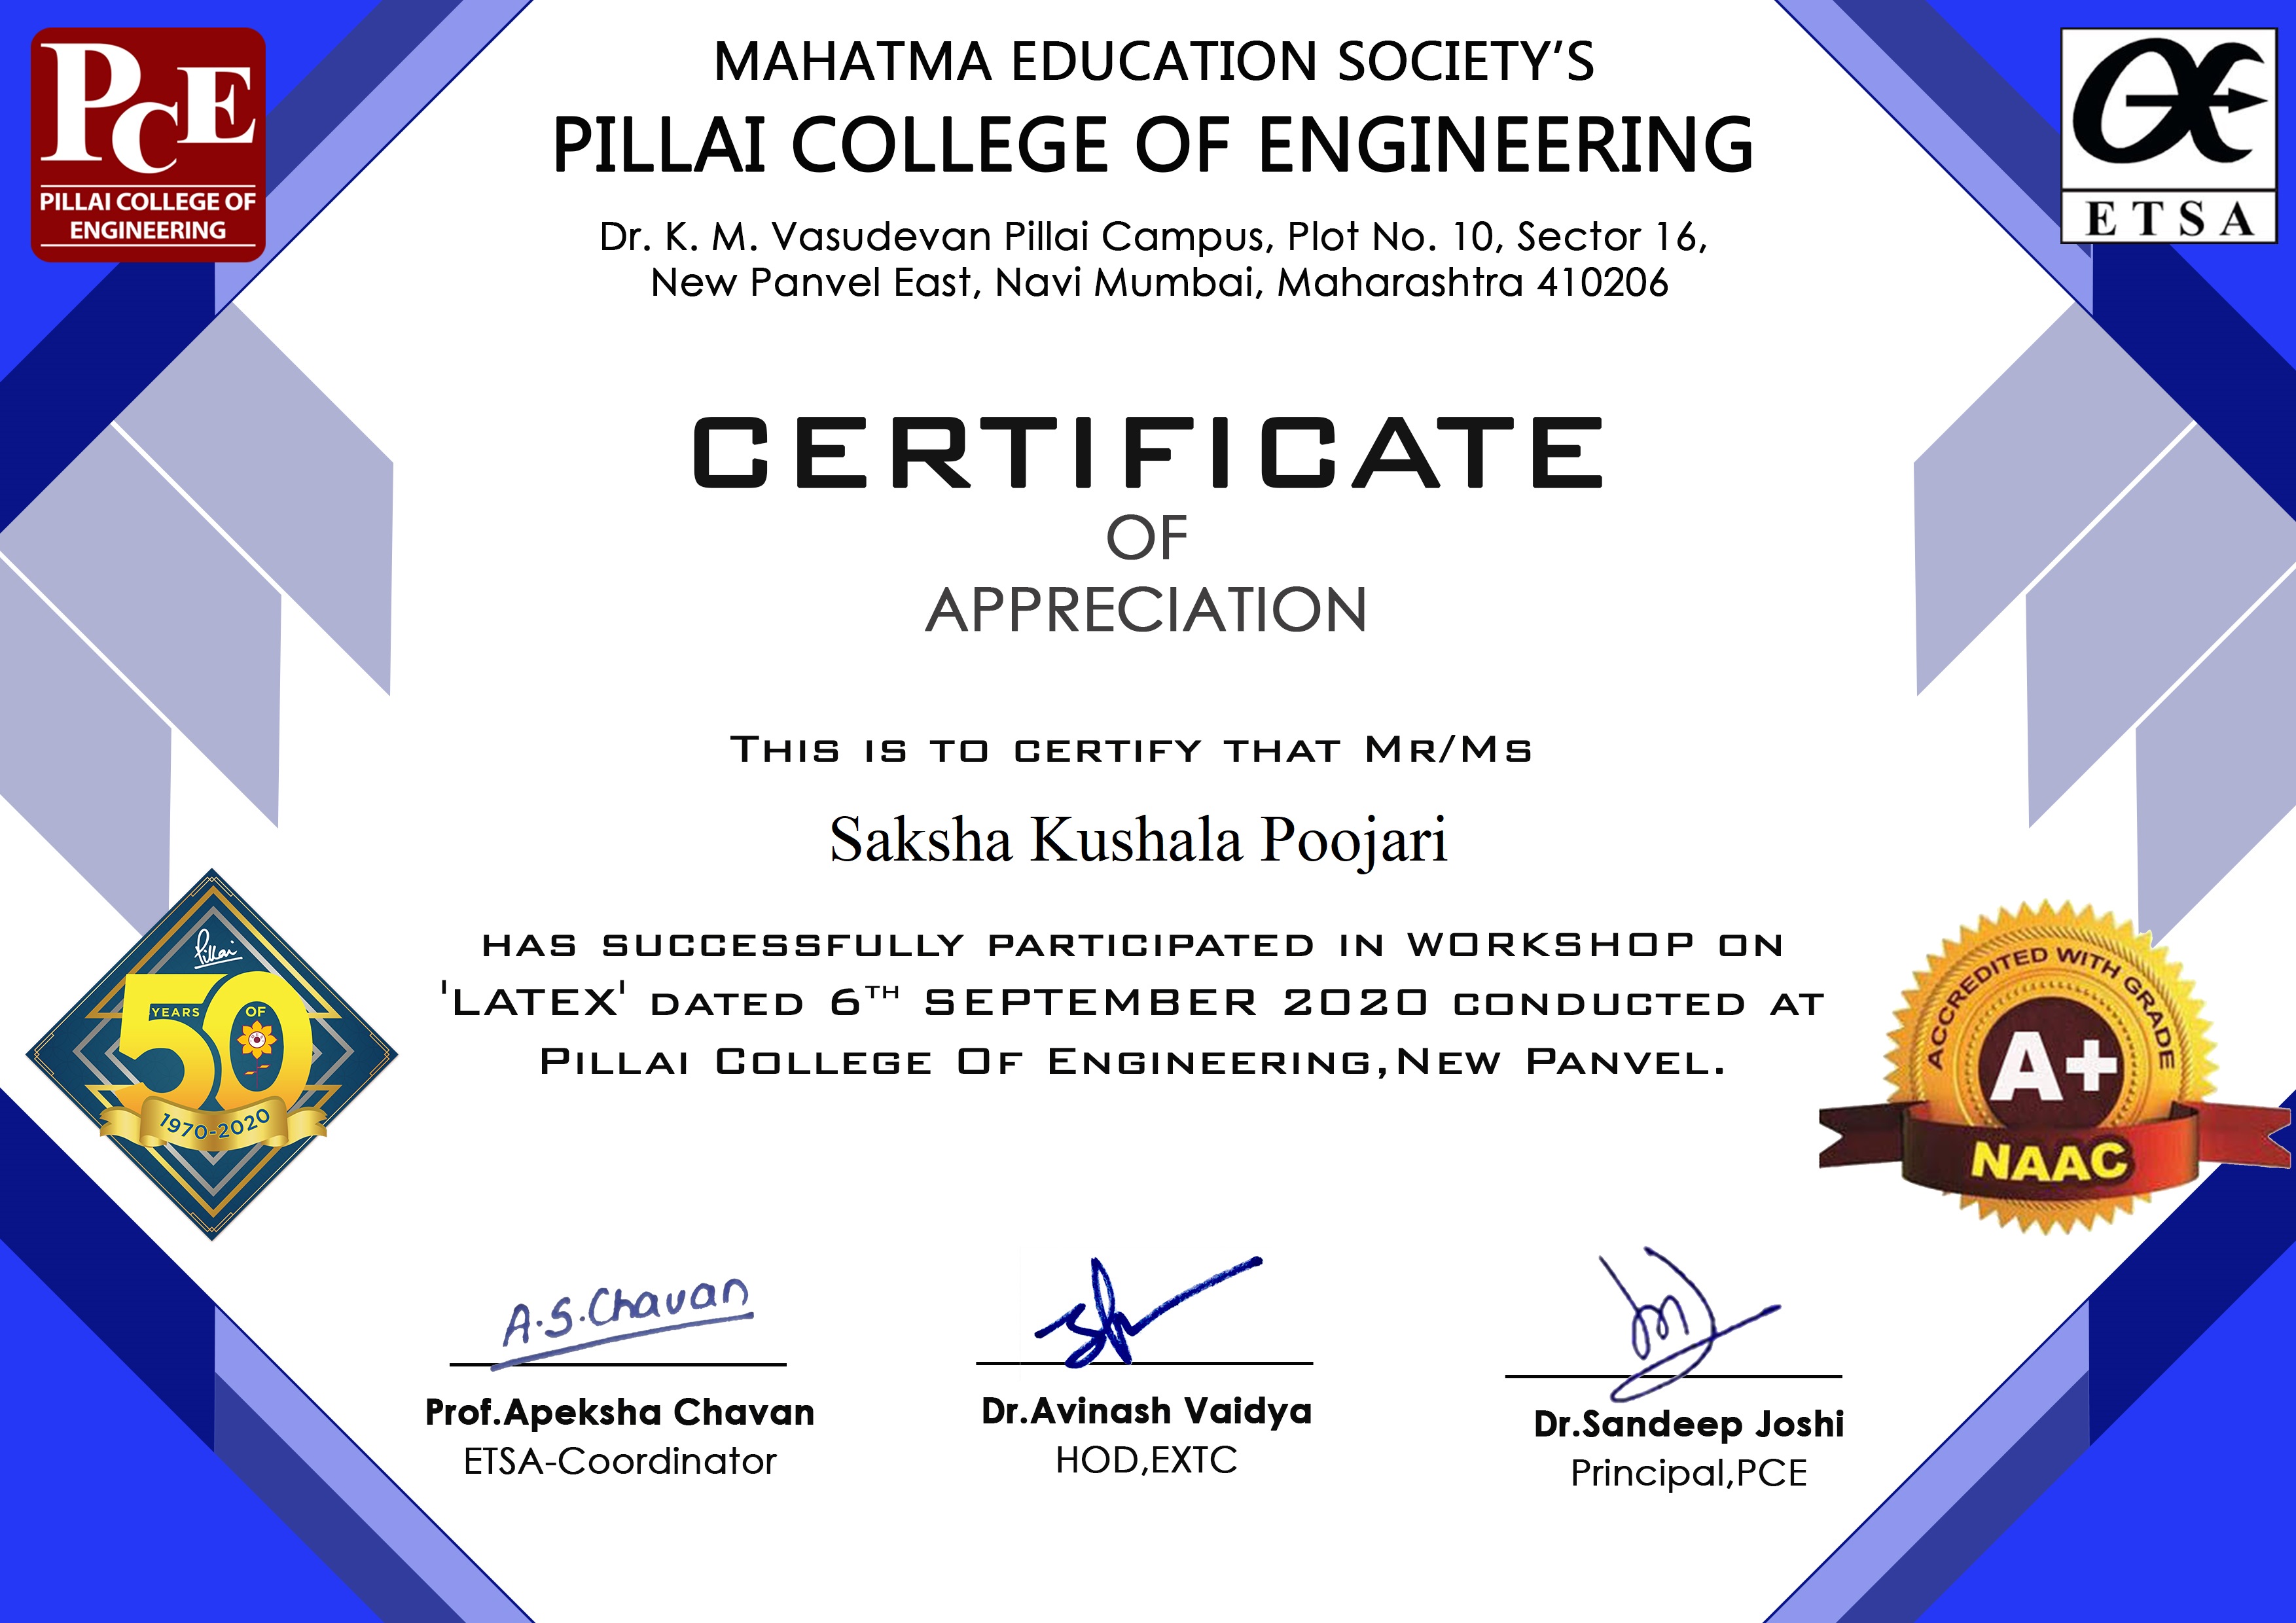 PCE
PILLAI COLLEGE OF
ENGINEERING
MAHATMA EDUCATION SOCIETY'S
PILLAI COLLEGE OF ENGINEERING
Dr. K. M. Vasudevan Pillai Campus, Plot No. 10, Sector 16,
New Panvel East, Navi Mumbai, Maharashtra 410206
ETSA
CERTIFICATE
OF
APPRECIATION
THIS IS TO CERTIFY THAT MR/MS
Saksha Kushala Poojari
HAS SUCCESSFULLY PARTICIPATED IN WORKSHOP ON
'LATEX' DATED 6TH SEPTEMBER 2020 CONDUCTED AT
PILLAI COLLEGE OF ENGINEERING,NEW PANVEL.
Pillai
50
YEARS OF
1970-2020
ACCREDITED WITH GRADE
A+
NAAC
A.S.Chavan
Prof.Apeksha Chavan
ETSA-Coordinator
Dr.Avinash Vaidya
HOD,EXTC
Dr.Sandeep Joshi
Principal,PCE